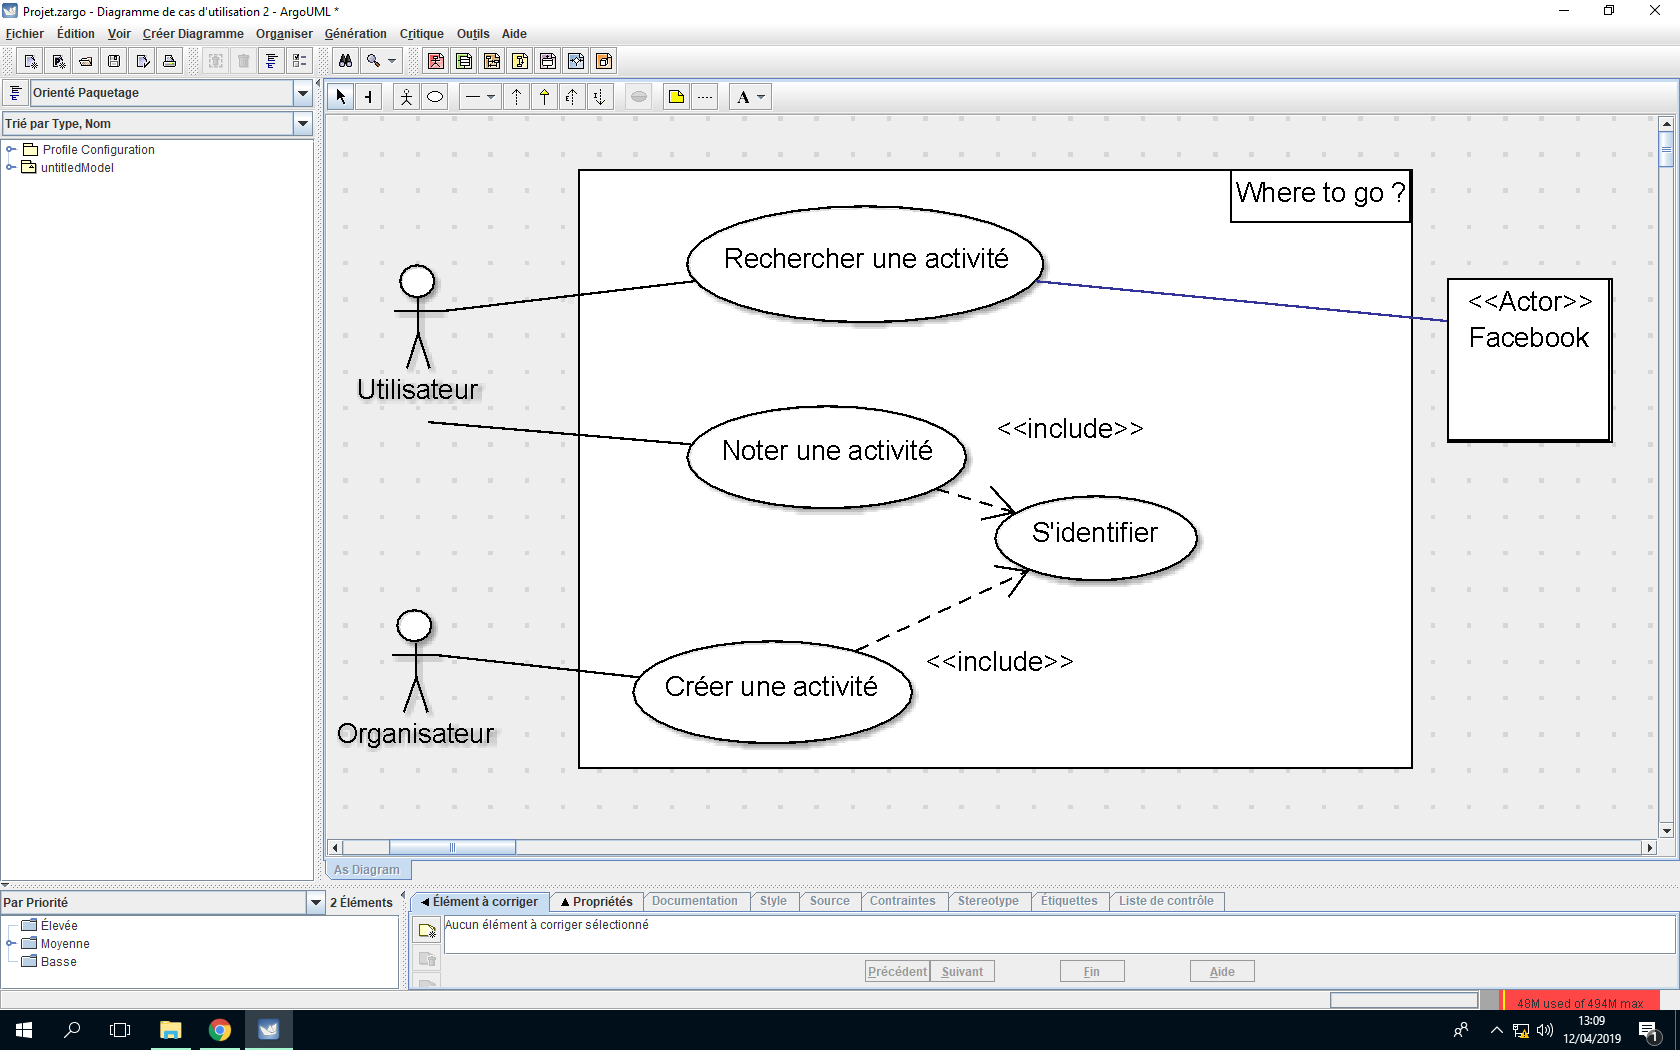 Projet.zargo - Diagramme de cas d'utilisation 2 - ArgoUML *
Fichier Édition Voir Créer Diagramme Organiser Génération Critique Outils Aide
Orienté Paquetage
Trié par Type, Nom
Profile Configuration
untitledModel
A
Where to go ?
Rechercher une activité
<<Actor>>
Facebook
Utilisateur
<<include>>
Noter une activité
S'identifier
<<include>>
Créer une activité
Organisateur
As Diagram
Par Priorité
2 Éléments
Élevée
Moyenne
Basse
Élément à corriger Propriétés Documentation Style Source Contraintes Stereotype Étiquettes Liste de contrôle
Aucun élément à corriger sélectionné
Précédent Suivant Fin Aide
48M used of 494M max
13:09
12/04/2019
1